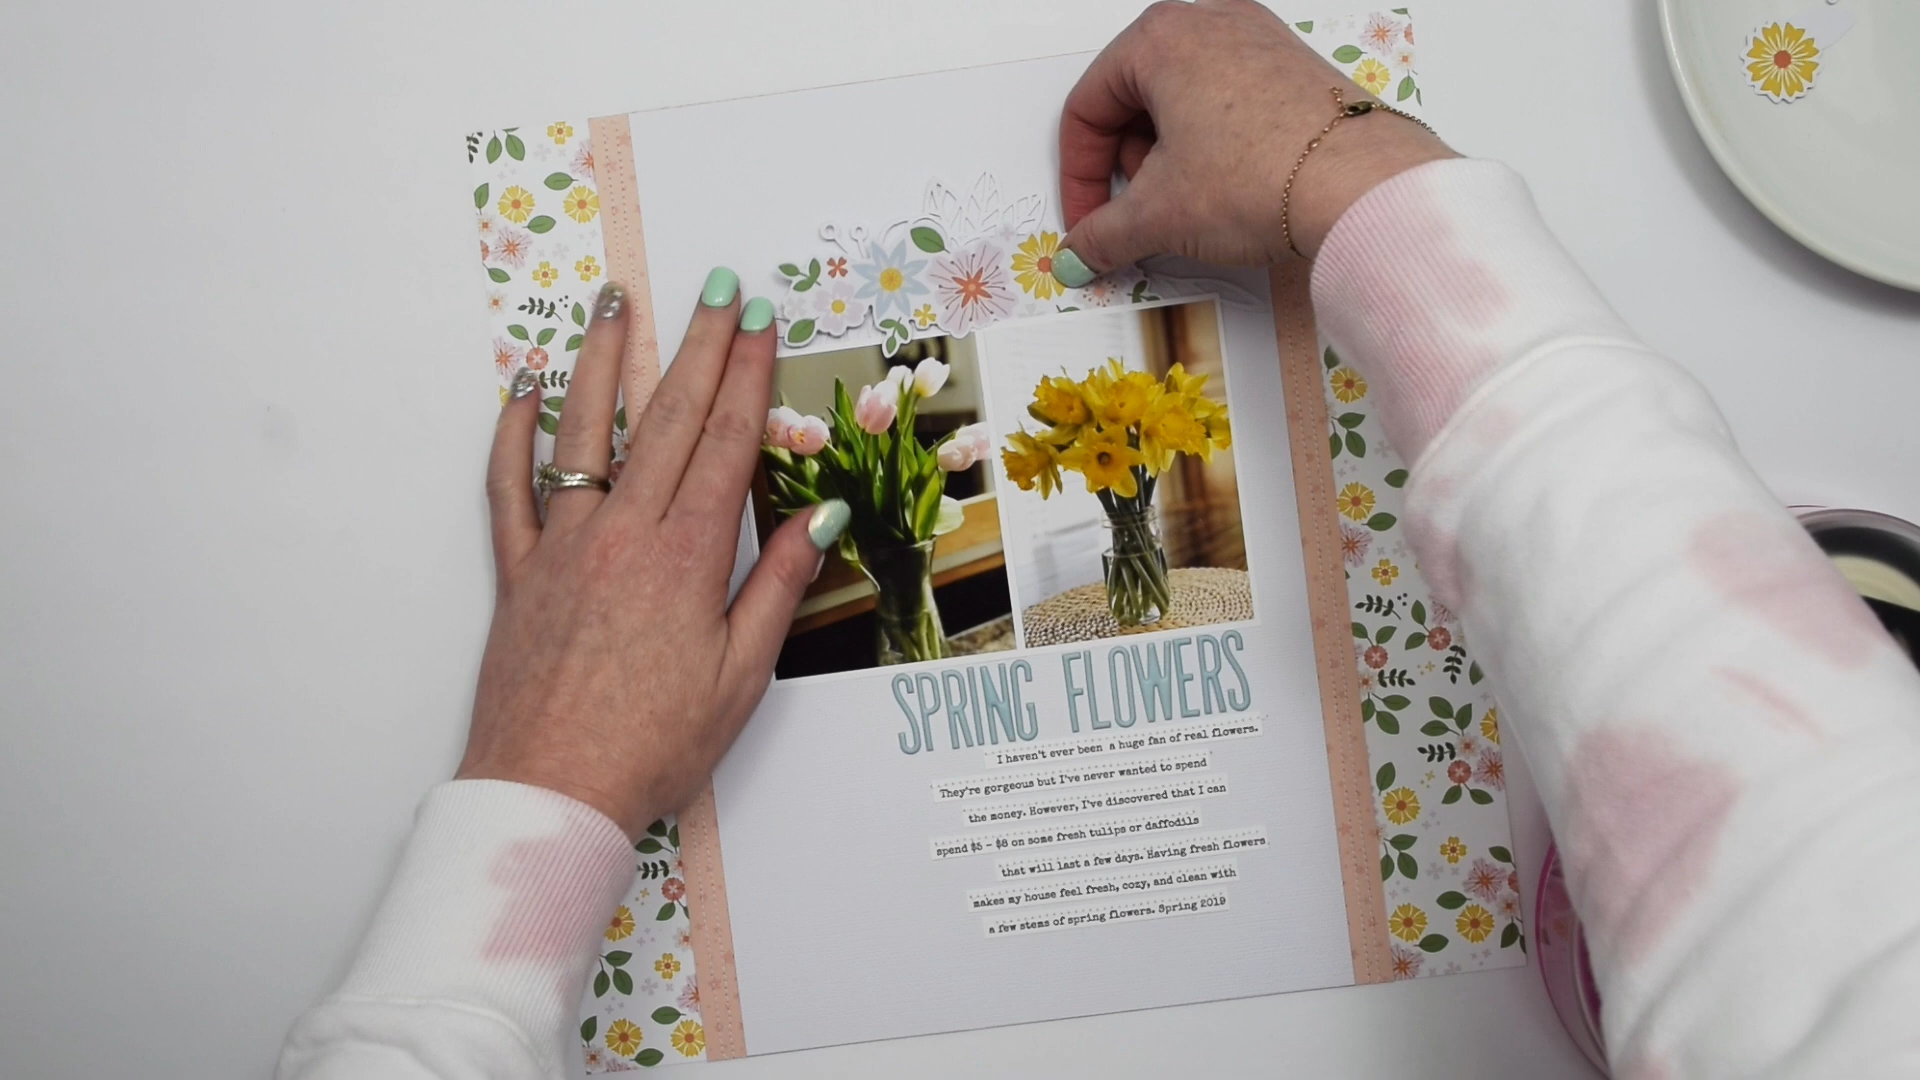 SPRING FLOWERS
I haven't ever been a huge fan of real flowers.
They're gorgeous but I've never wanted to spend
the money. However, I've discovered that I can
spend $5 - $8 on some fresh tulips or daffodils
that will last a few days. Having fresh flowers
makes my house feel fresh, cozy, and clean with
a few stems of spring flowers. Spring 2019